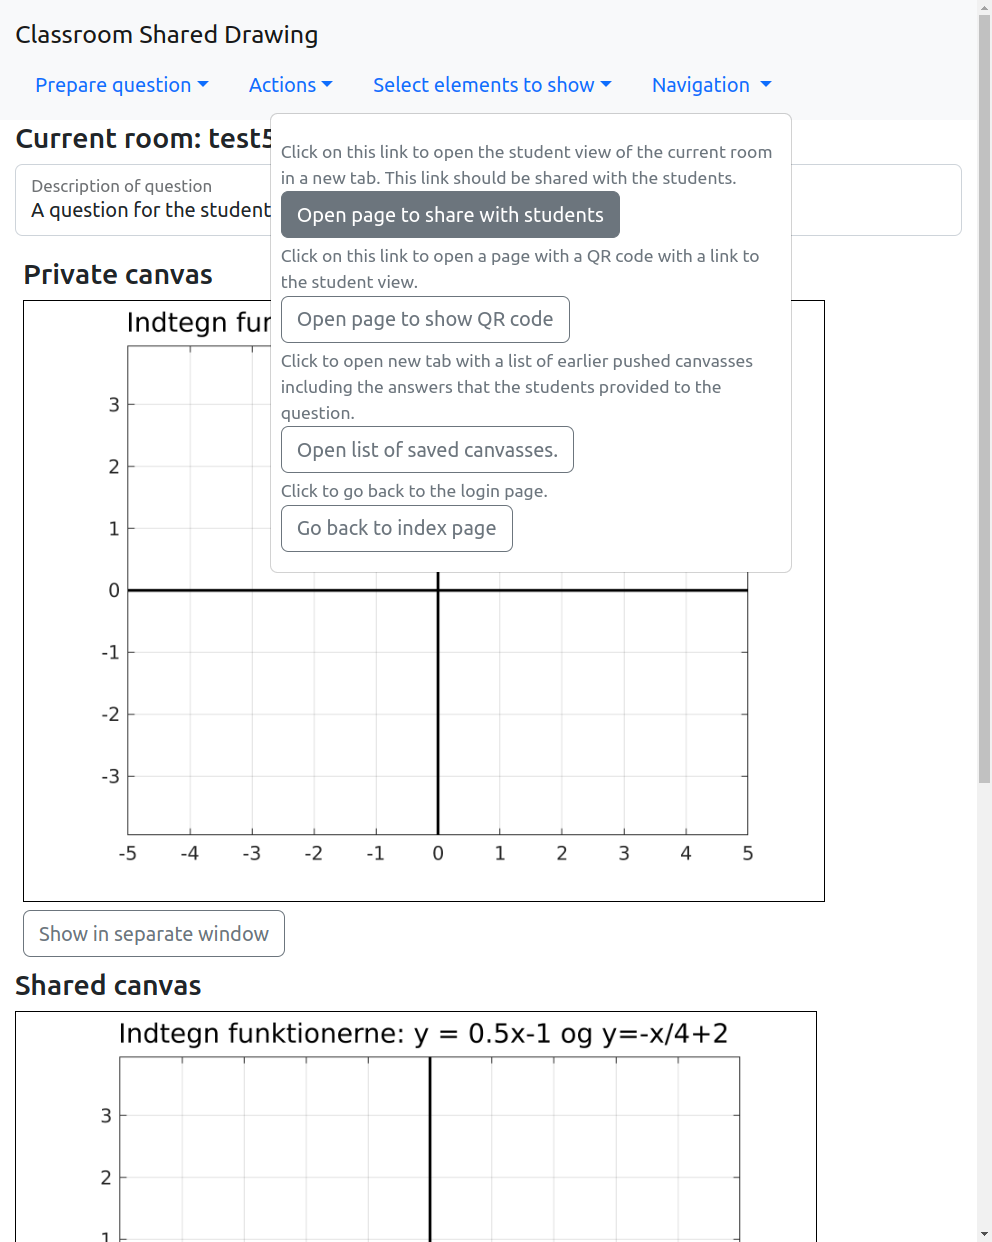 Classroom Shared Drawing
Prepare question Actions Select elements to show Navigation
Current room: test5
Description of question
A question for the student
Click on this link to open the student view of the current room
in a new tab. This link should be shared with the students.
Open page to share with students
Click on this link to open a page with a QR code with a link to
the student view.
Open page to show QR code
Click to open new tab with a list of earlier pushed canvasses
including the answers that the students provided to the
question.
Open list of saved canvasses.
Click to go back to the login page.
Go back to index page
Private canvas
Indtegn
3
2
1
0
-1
-2
-3
-5 -4 -3 -2 -1 0 1 2 3 4 5
Show in separate window
Shared canvas
Indtegn funktionerne: y = 0.5x-1 og y=-x/4+2
3
2
1